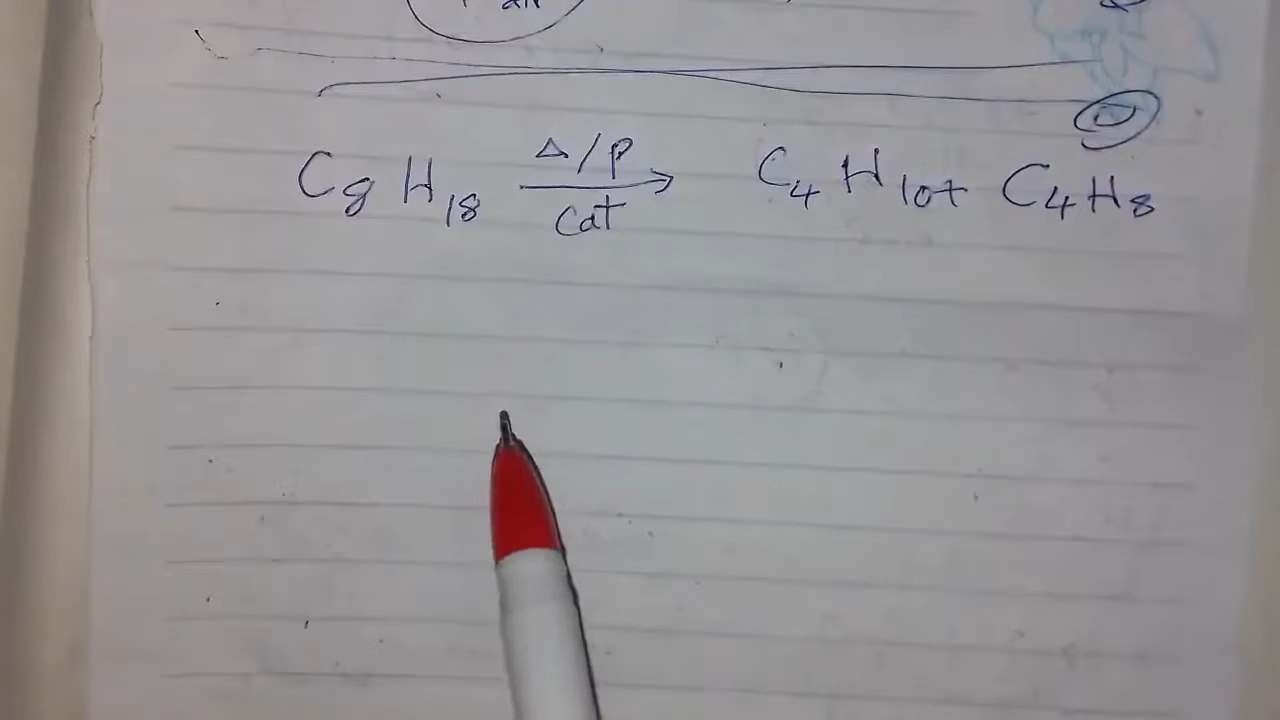 C8H18 Δ/P Cat → C4H10 + C4H8